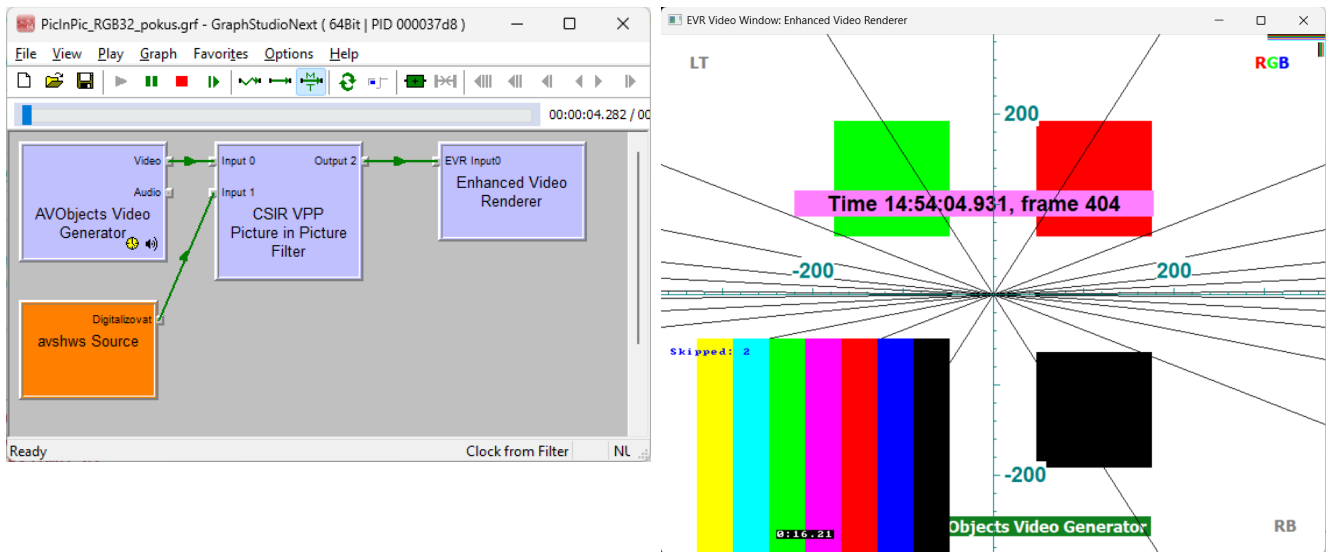 PicInPic_RGB32_pokus.grf - GraphStudioNext ( 64Bit | PID 000037d8 )
File View Play Graph Favorites Options Help
00:00:04.282 / 00
Video
Audio
AVObjects Video
Generator
Input 0
Output 2
Input 1
CSIR VPP
Picture in Picture
Filter
EVR Input0
Enhanced Video
Renderer
Digitalizovat
avshws Source
Ready
Clock from Filter
NU
EVR Video Window: Enhanced Video Renderer
LT
RGB
200
Time 14:54:04.931, frame 404
-200
200
Skipped: 2
-200
0:16.21
Objects Video Generator
RB